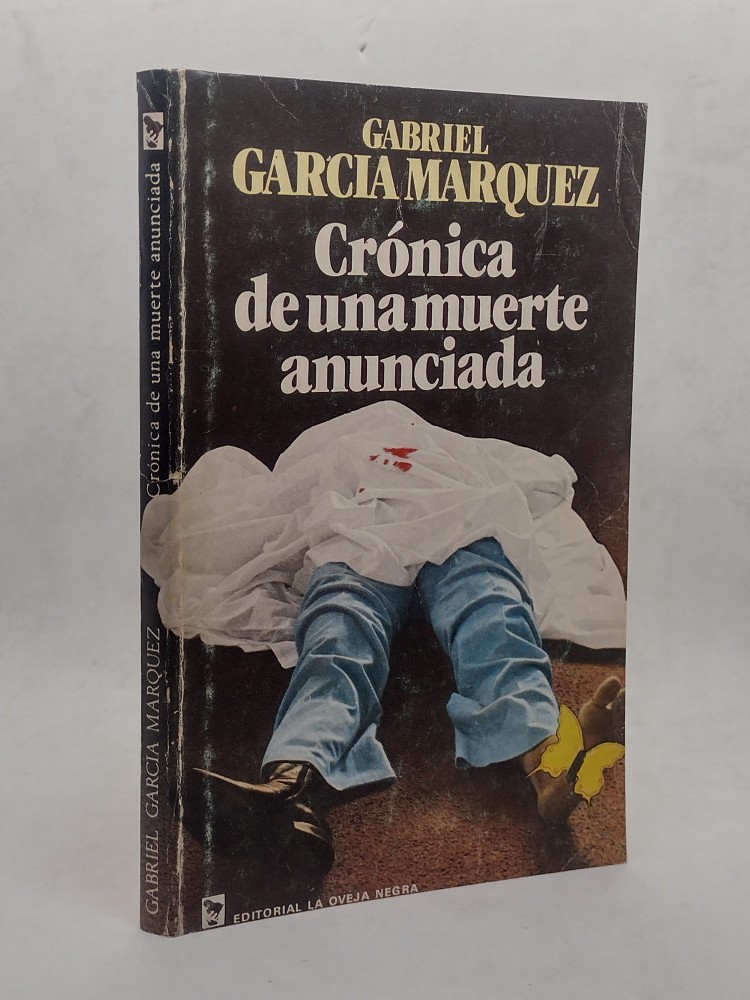 GABRIEL
GARCIA MARQUEZ
Crónica
de una muerte
anunciada
EDITORIAL LA OVEJA NEGRA
Crónica de una muerte anunciada
GABRIEL GARCIA MARQUEZ